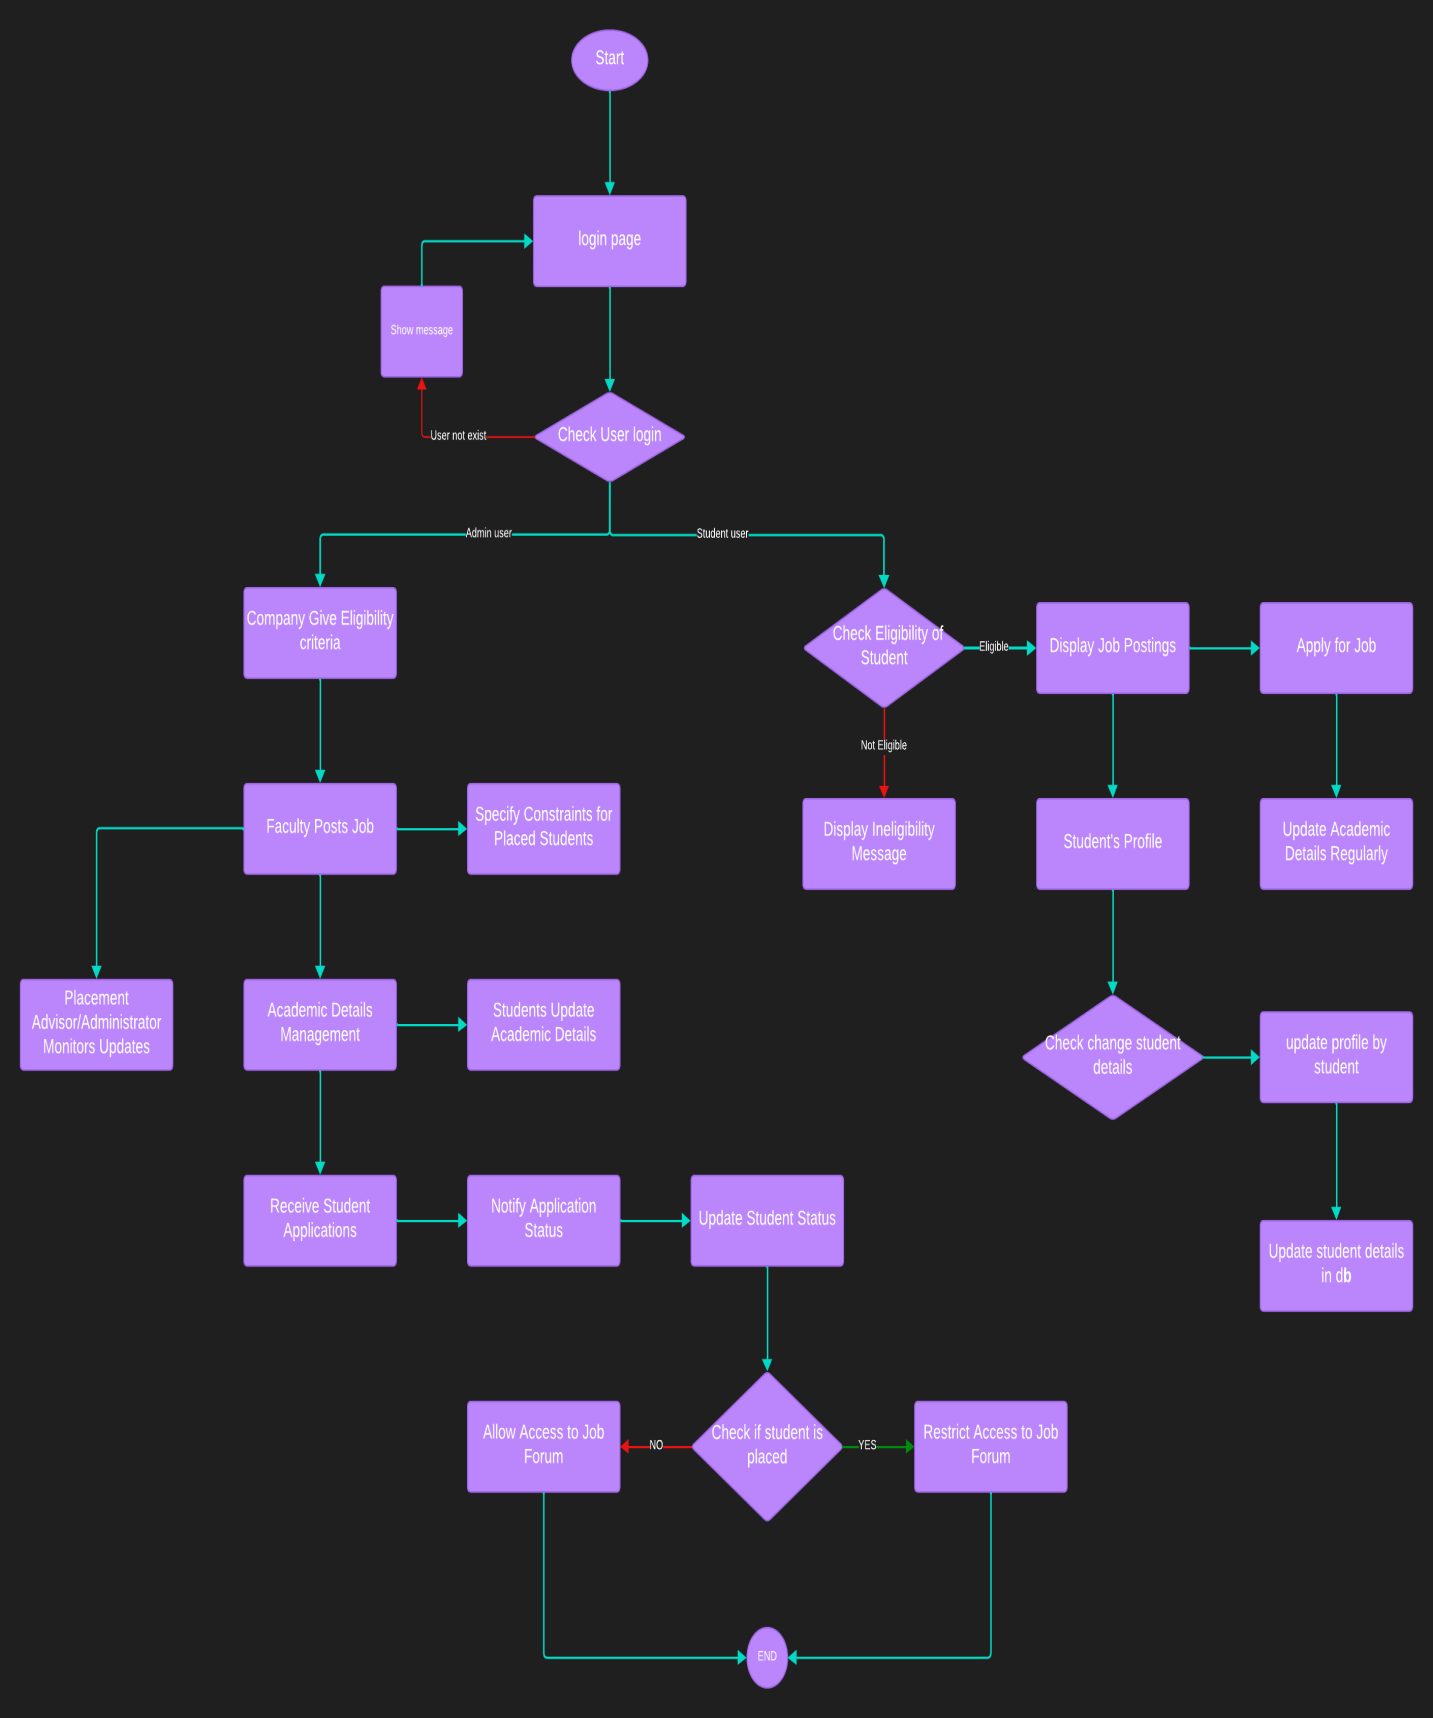 Start
login page
Show message
User not exist
Check User login
Admin user
Student user
Company Give Eligibility
criteria
Check Eligibility of
Student
Eligible
Display Job Postings
Apply for Job
Not Eligible
Faculty Posts Job
Specify Constraints for
Placed Students
Display Ineligibility
Message
Student's Profile
Update Academic
Details Regularly
Placement
Advisor/Administrator
Monitors Updates
Academic Details
Management
Students Update
Academic Details
Check change student
details
update profile by
student
Receive Student
Applications
Notify Application
Status
Update Student Status
Update student details
in db
Allow Access to Job
Forum
NO
Check if student is
placed
YES
Restrict Access to Job
Forum
END